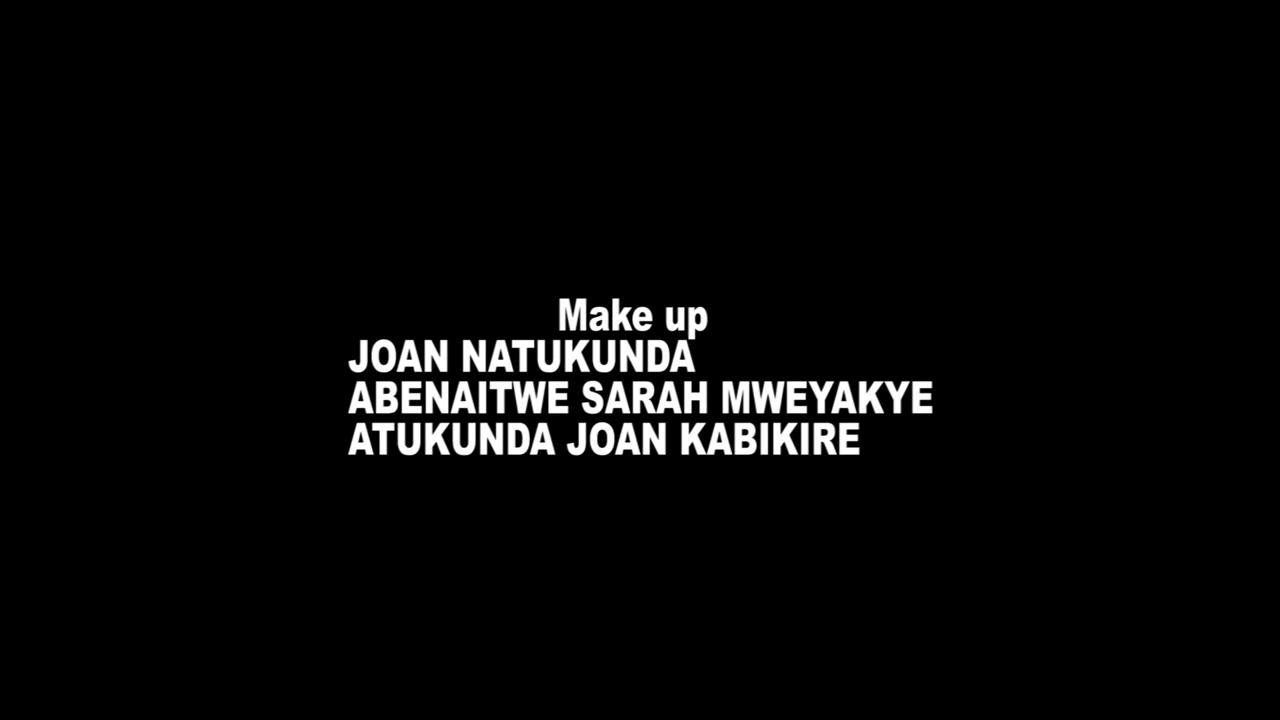 Make up
JOAN NATUKUNDA
ABENAITWE SARAH MWEYAKYE
ATUKUNDA JOAN KABIKIRE